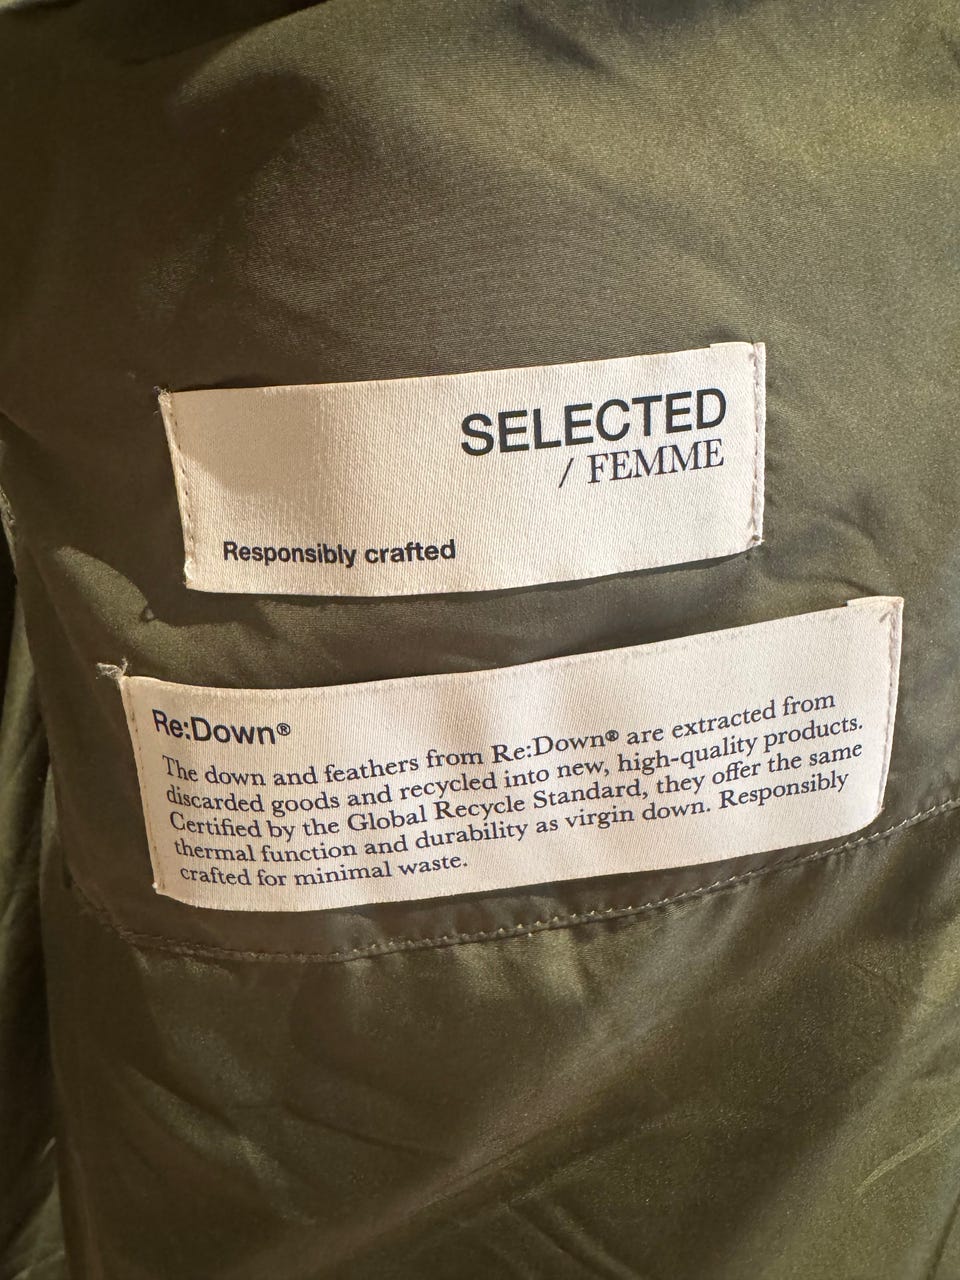 SELECTED
/ FEMME
Responsibly crafted
Re:Down®
The down and feathers from Re:Down® are extracted from
discarded goods and recycled into new, high-quality products.
Certified by the Global Recycle Standard, they offer the same
thermal function and durability as virgin down. Responsibly
crafted for minimal waste.